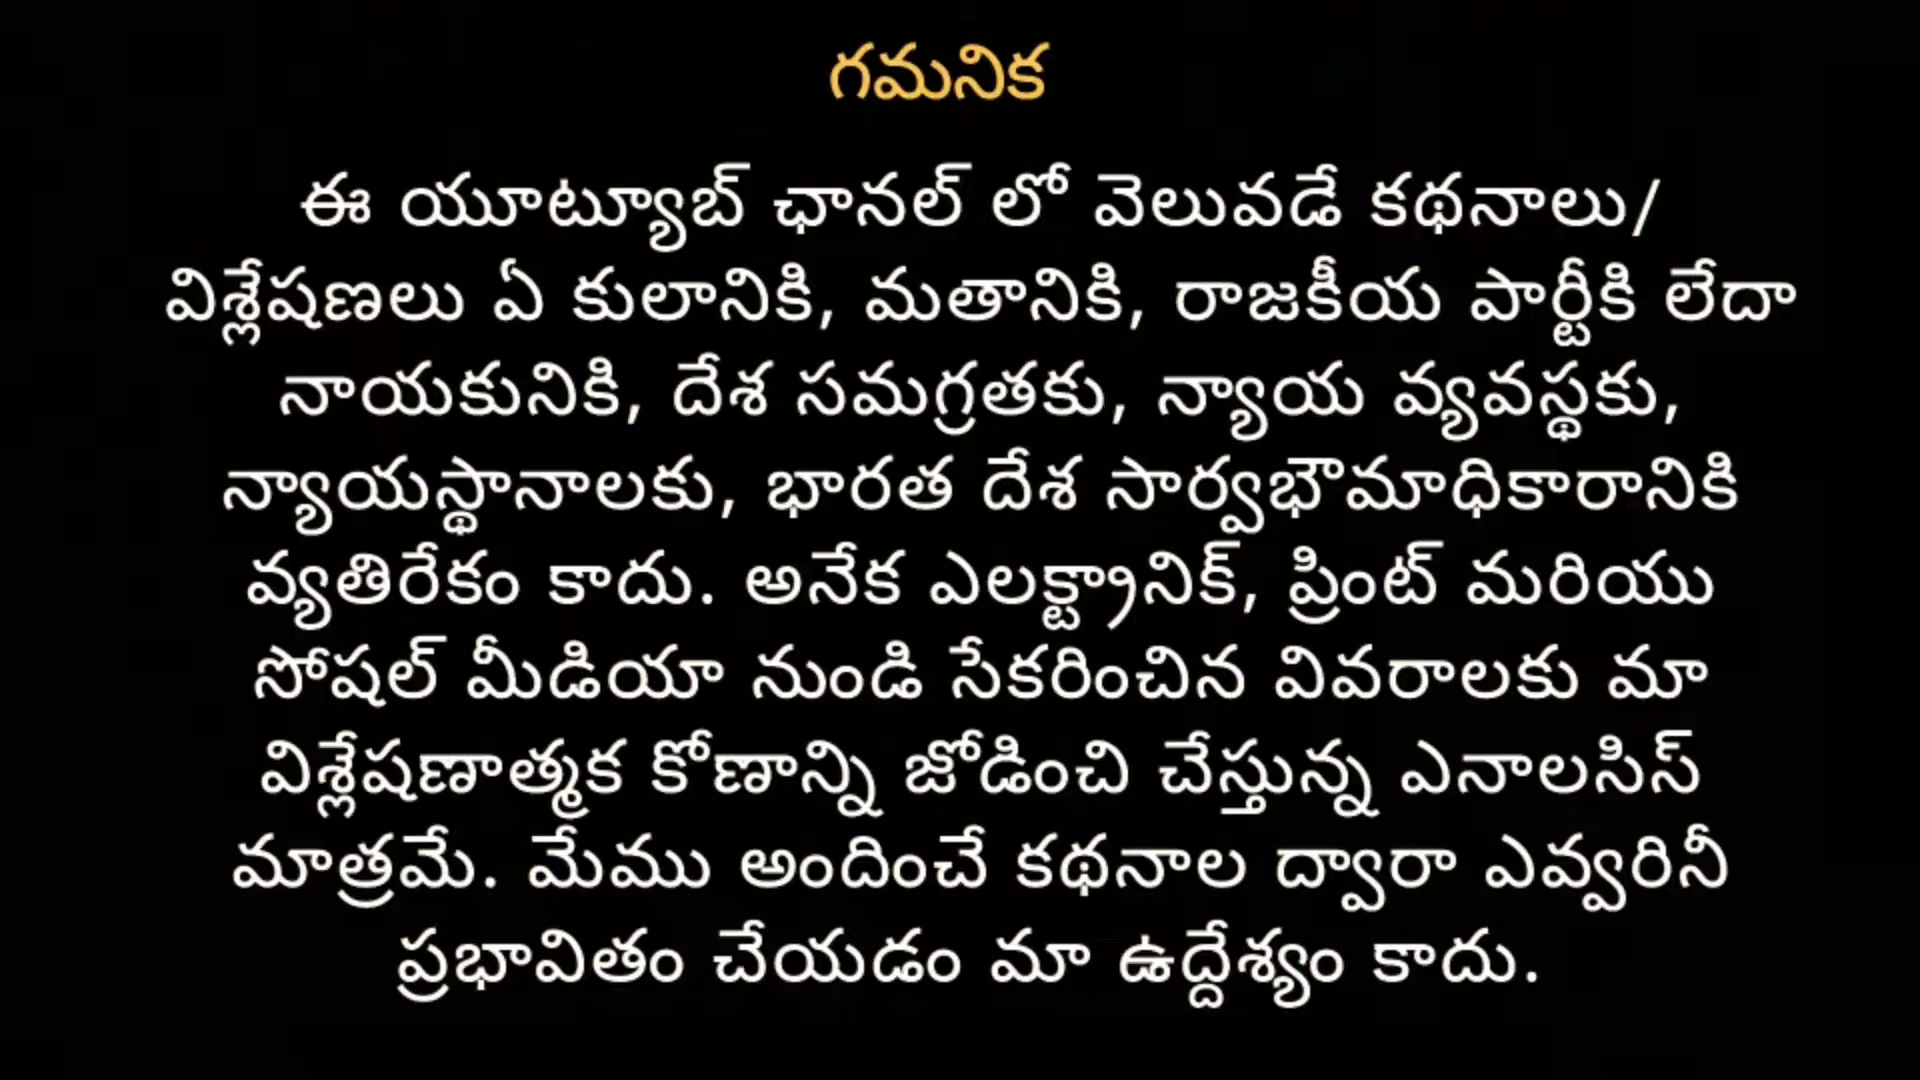 గమనిక
ఈ యూట్యూబ్ ఛానల్ లో వెలువడే కథనాలు/
విశ్లేషణలు ఏ కులానికి, మతానికి, రాజకీయ పార్టీకి లేదా
నాయకునికి, దేశ సమగ్రతకు, న్యాయ వ్యవస్థకు,
న్యాయస్థానాలకు, భారత దేశ సార్వభౌమాధికారానికి
వ్యతిరేకం కాదు. అనేక ఎలక్ట్రానిక్, ప్రింట్ మరియు
సోషల్ మీడియా నుండి సేకరించిన వివరాలకు మా
విశ్లేషణాత్మక కోణాన్ని జోడించి చేస్తున్న ఎనాలసిస్
మాత్రమే. మేము అందించే కథనాల ద్వారా ఎవ్వరినీ
ప్రభావితం చేయడం మా ఉద్దేశ్యం కాదు.